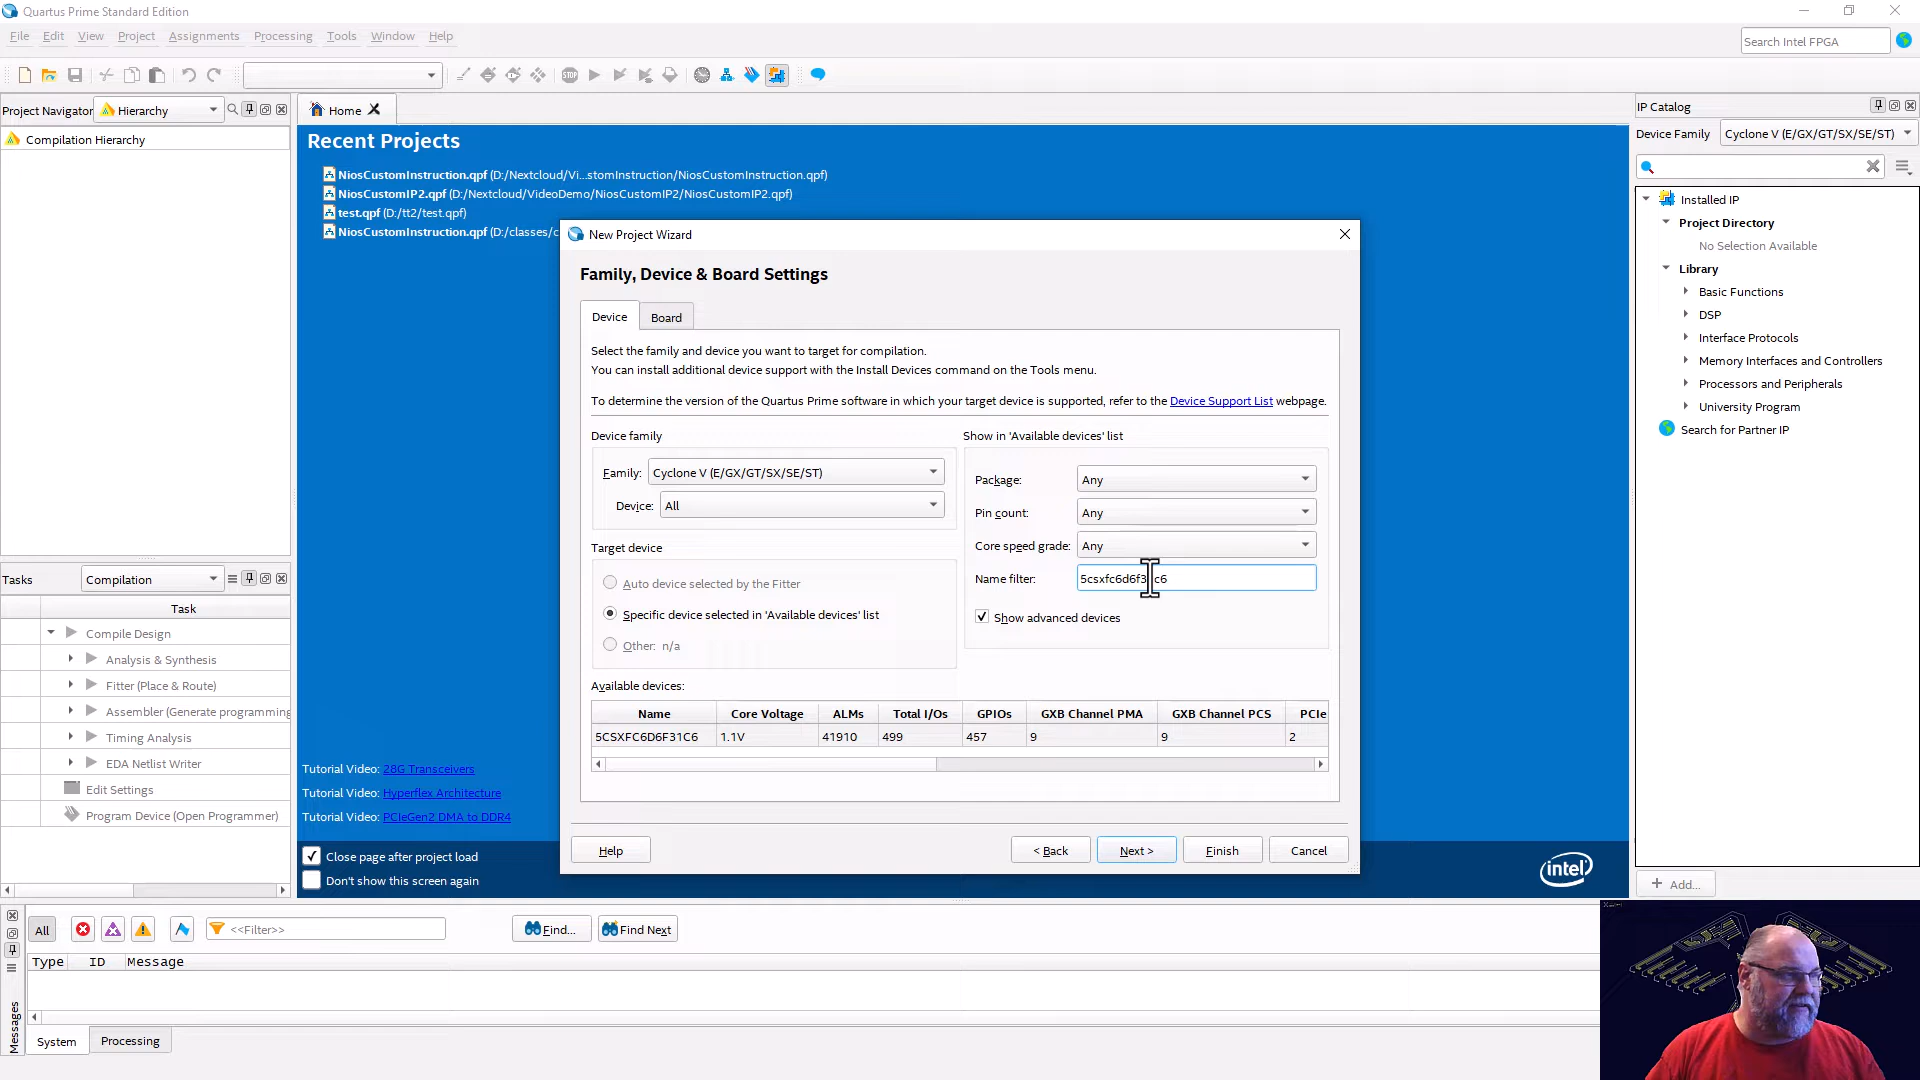 Quartus Prime Standard Edition
File Edit View Project Assignments Processing Tools Window Help
Search Intel FPGA
Project Navigator Hierarchy
Compilation Hierarchy
Home
Recent Projects
NiosCustomInstruction.qpf (D:/Nextcloud/Vi...stomInstruction/NiosCustomInstruction.qpf)
NiosCustomIP2.qpf (D:/Nextcloud/VideoDemo/NiosCustomIP2/NiosCustomIP2.qpf)
test.qpf (D:/tt2/test.qpf)
NiosCustomInstruction.qpf (D:/classes/c
New Project Wizard
Family, Device & Board Settings
Device Board
Select the family and device you want to target for compilation.
You can install additional device support with the Install Devices command on the Tools menu.
To determine the version of the Quartus Prime software in which your target device is supported, refer to the Device Support List webpage.
Device family
Family: Cyclone V (E/GX/GT/SX/SE/ST)
Device: All
Target device
Auto device selected by the Fitter
Specific device selected in 'Available devices' list
Other: n/a
Show in 'Available devices' list
Package: Any
Pin count: Any
Core speed grade: Any
Name filter: 5csxfc6d6f3 c6
Show advanced devices
Available devices:
Name Core Voltage ALMs Total I/Os GPIOs GXB Channel PMA GXB Channel PCS PCIe
5CSXFC6D6F31C6 1.1V 41910 499 457 9 9 2
Help < Back Next > Finish Cancel
Tutorial Video: 28G Transceivers
Tutorial Video: Hyperflex Architecture
Tutorial Video: PCIeGen2 DMA to DDR4
Close page after project load
Don't show this screen again
intel
IP Catalog
Device Family Cyclone V (E/GX/GT/SX/SE/ST)
Installed IP
Project Directory
No Selection Available
Library
Basic Functions
DSP
Interface Protocols
Memory Interfaces and Controllers
Processors and Peripherals
University Program
Search for Partner IP
Add...
Tasks Compilation
Task
Compile Design
Analysis & Synthesis
Fitter (Place & Route)
Assembler (Generate programming
Timing Analysis
EDA Netlist Writer
Edit Settings
Program Device (Open Programmer)
All <<Filter>> Find... Find Next
Type ID Message
Messages
System Processing